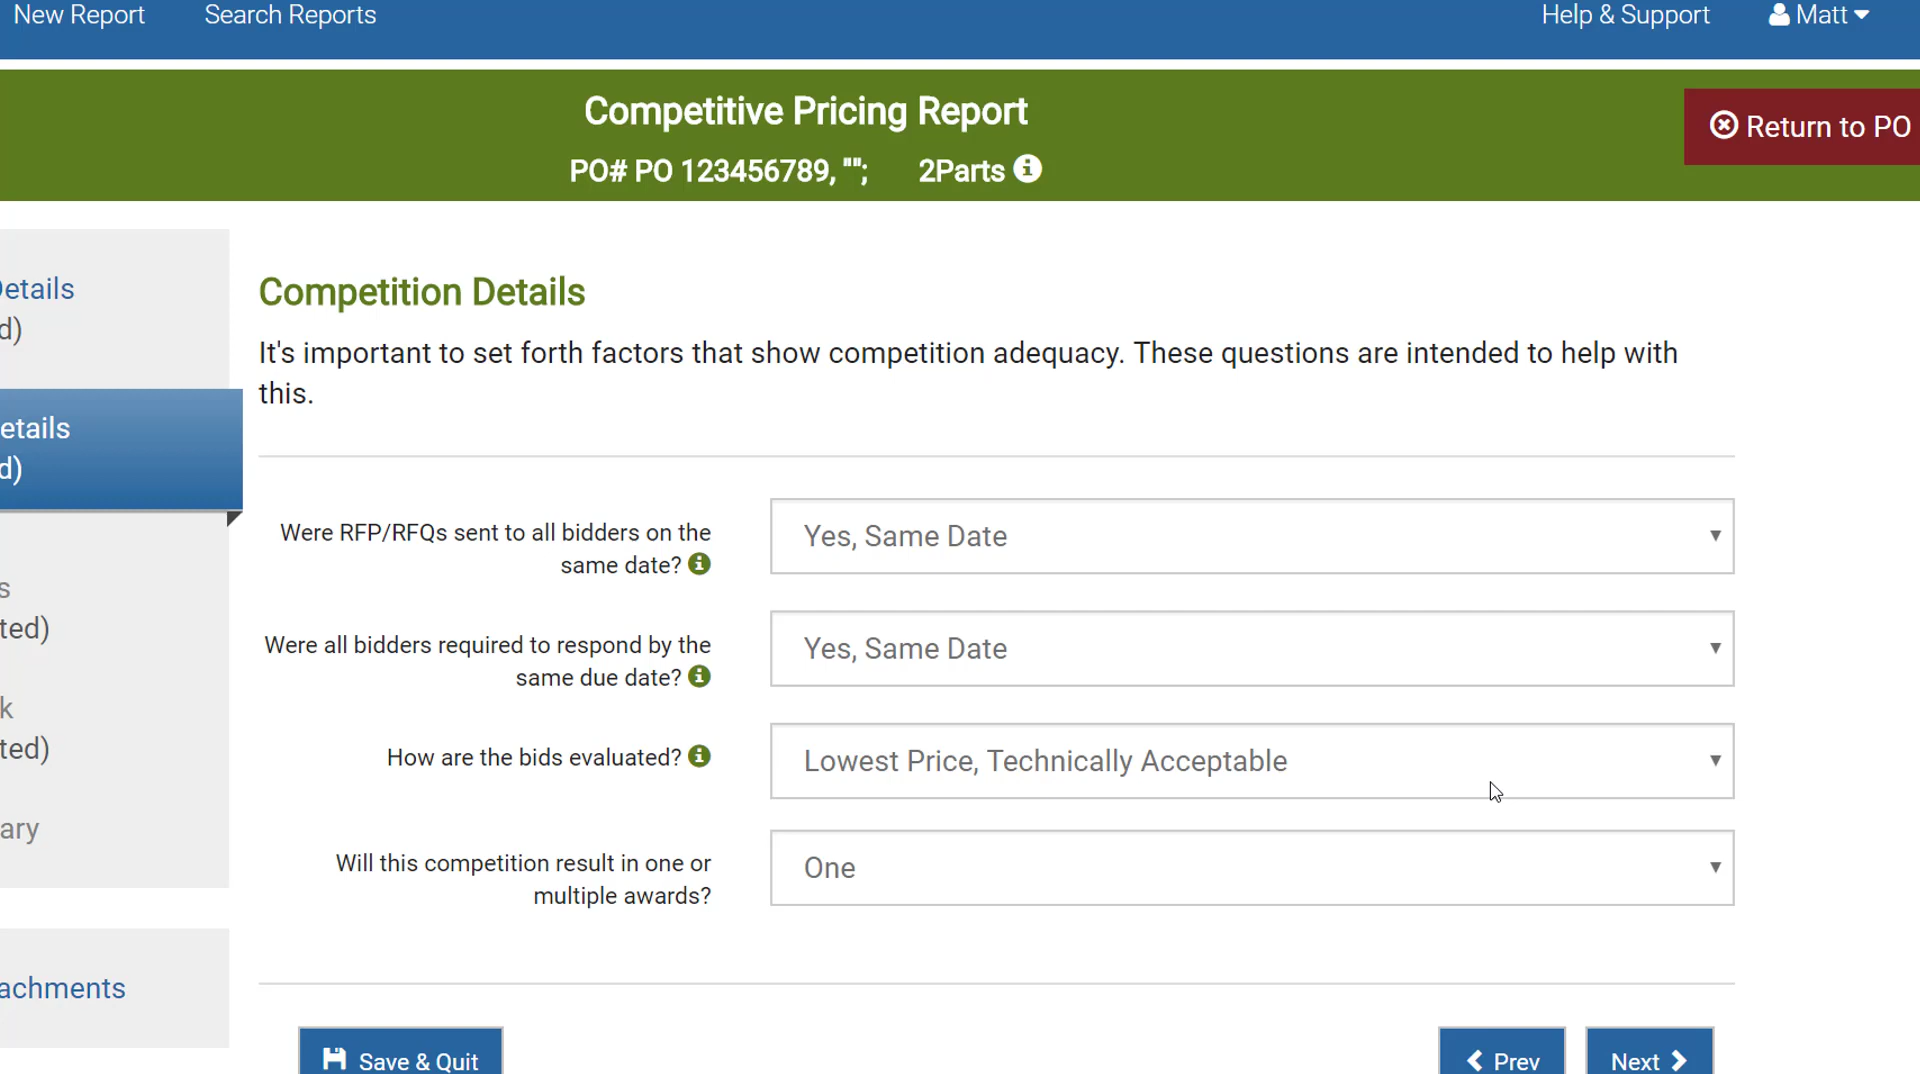 New Report Search Reports Help & Support Matt
Competitive Pricing Report
Return to PO
PO# PO 123456789, ""; 2Parts
etails
d)
etails
d)
s
ted)
k
ted)
ary
achments
Competition Details
It's important to set forth factors that show competition adequacy. These questions are intended to help with
this.
Were RFP/RFQs sent to all bidders on the
same date?
Yes, Same Date
Were all bidders required to respond by the
same due date?
Yes, Same Date
How are the bids evaluated?
Lowest Price, Technically Acceptable
Will this competition result in one or
multiple awards?
One
Save & Quit Prev Next